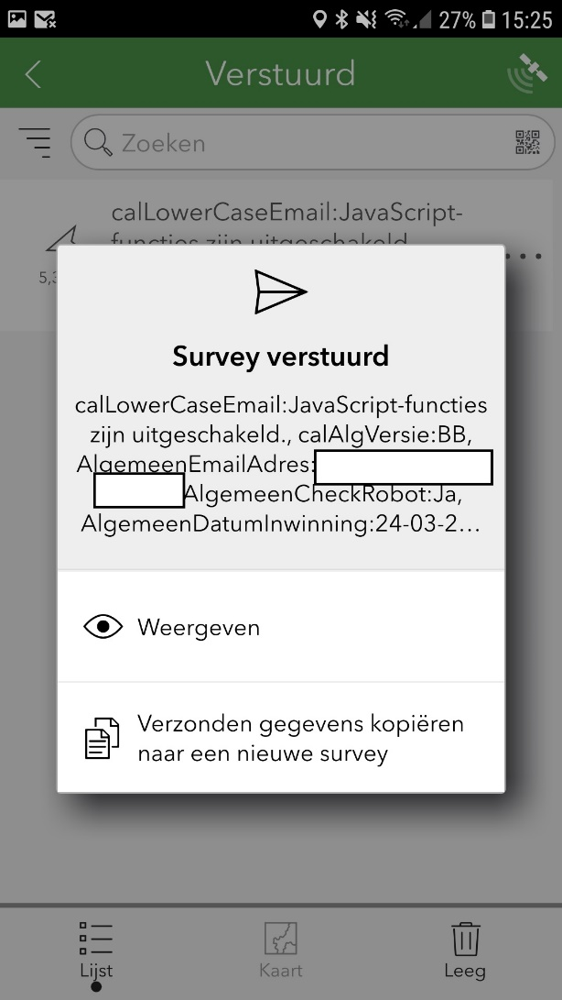 27% 15:25
Verstuurd
Zoeken
calLowerCaseEmail:JavaScript-
functies zijn uitgeschakeld
5,3
Survey verstuurd
calLowerCaseEmail:JavaScript-functies
zijn uitgeschakeld., calAlgVersie:BB,
AlgemeenEmailAdres:
AlgemeenCheckRobot:Ja,
AlgemeenDatumInwinning:24-03-2...
Weergeven
Verzonden gegevens kopiëren
naar een nieuwe survey
Lijst
Kaart
Leeg